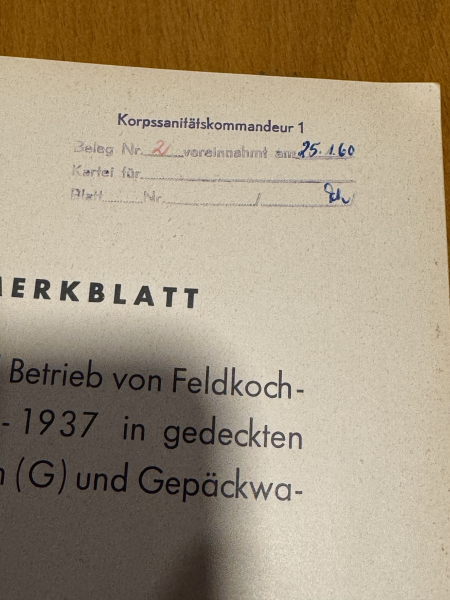 Korpssanitätskommandeur 1
Beleg Nr. 2 vereinnahmt am 25.1.60
Kartei für
Blatt Nr. /
MERKBLATT
Betrieb von Feldkoch-
- 1937 in gedeckten
(G) und Gepäckwa-